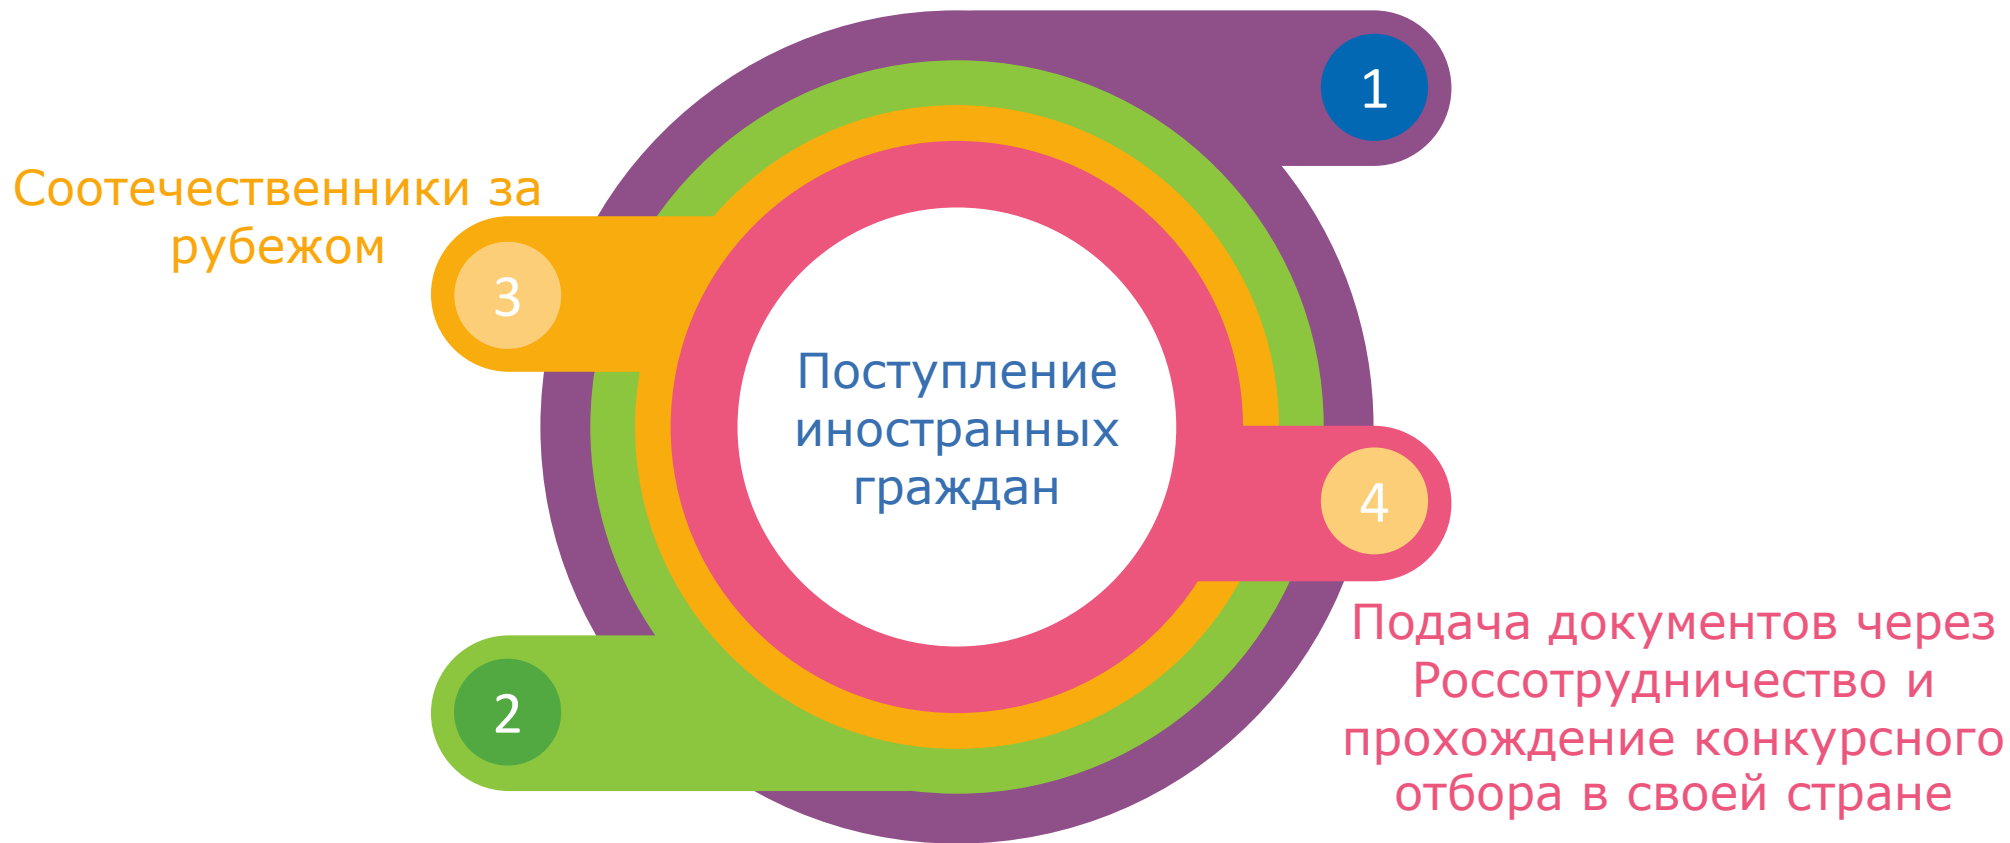 1
Соотечественники за
рубежом
3
Поступление
иностранных
граждан
4
Подача документов через
Россотрудничество и
прохождение конкурсного
отбора в своей стране
2